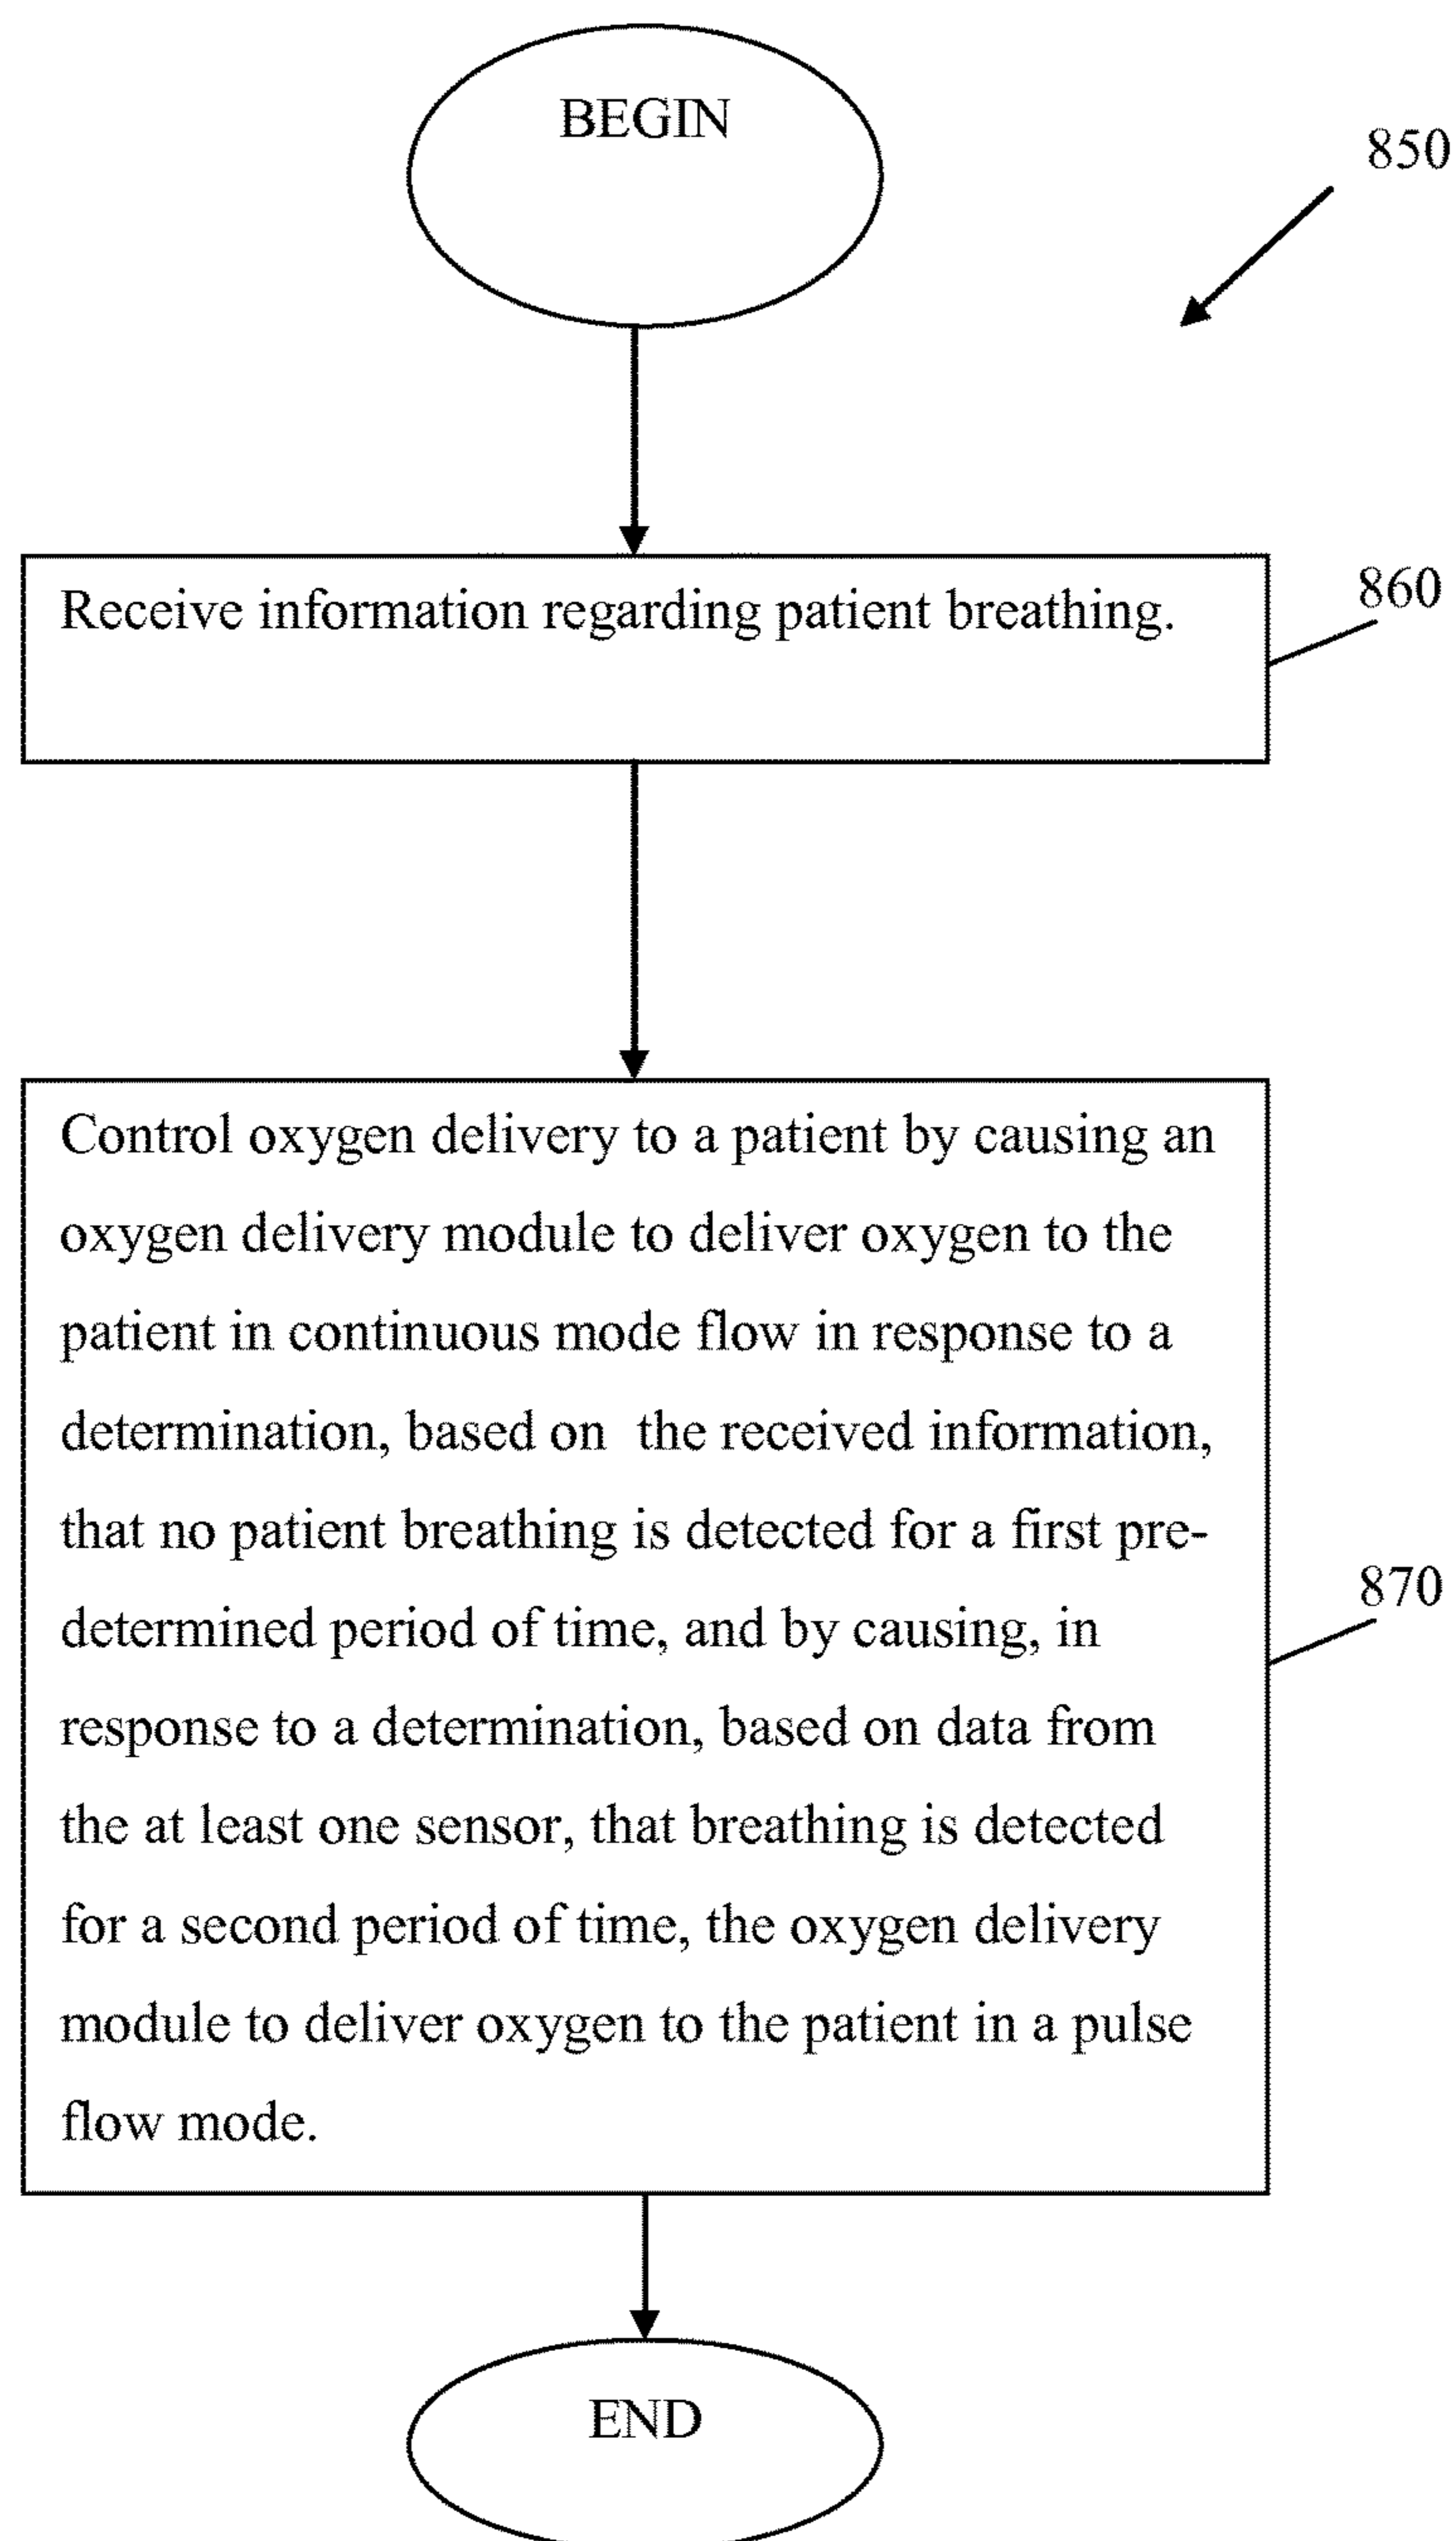 BEGIN
850
Receive information regarding patient breathing.
860
Control oxygen delivery to a patient by causing an
oxygen delivery module to deliver oxygen to the
patient in continuous mode flow in response to a
determination, based on  the received information,
that no patient breathing is detected for a first pre-
determined period of time, and by causing, in
response to a determination, based on data from
the at least one sensor, that breathing is detected
for a second period of time, the oxygen delivery
module to deliver oxygen to the patient in a pulse
flow mode.
870
END